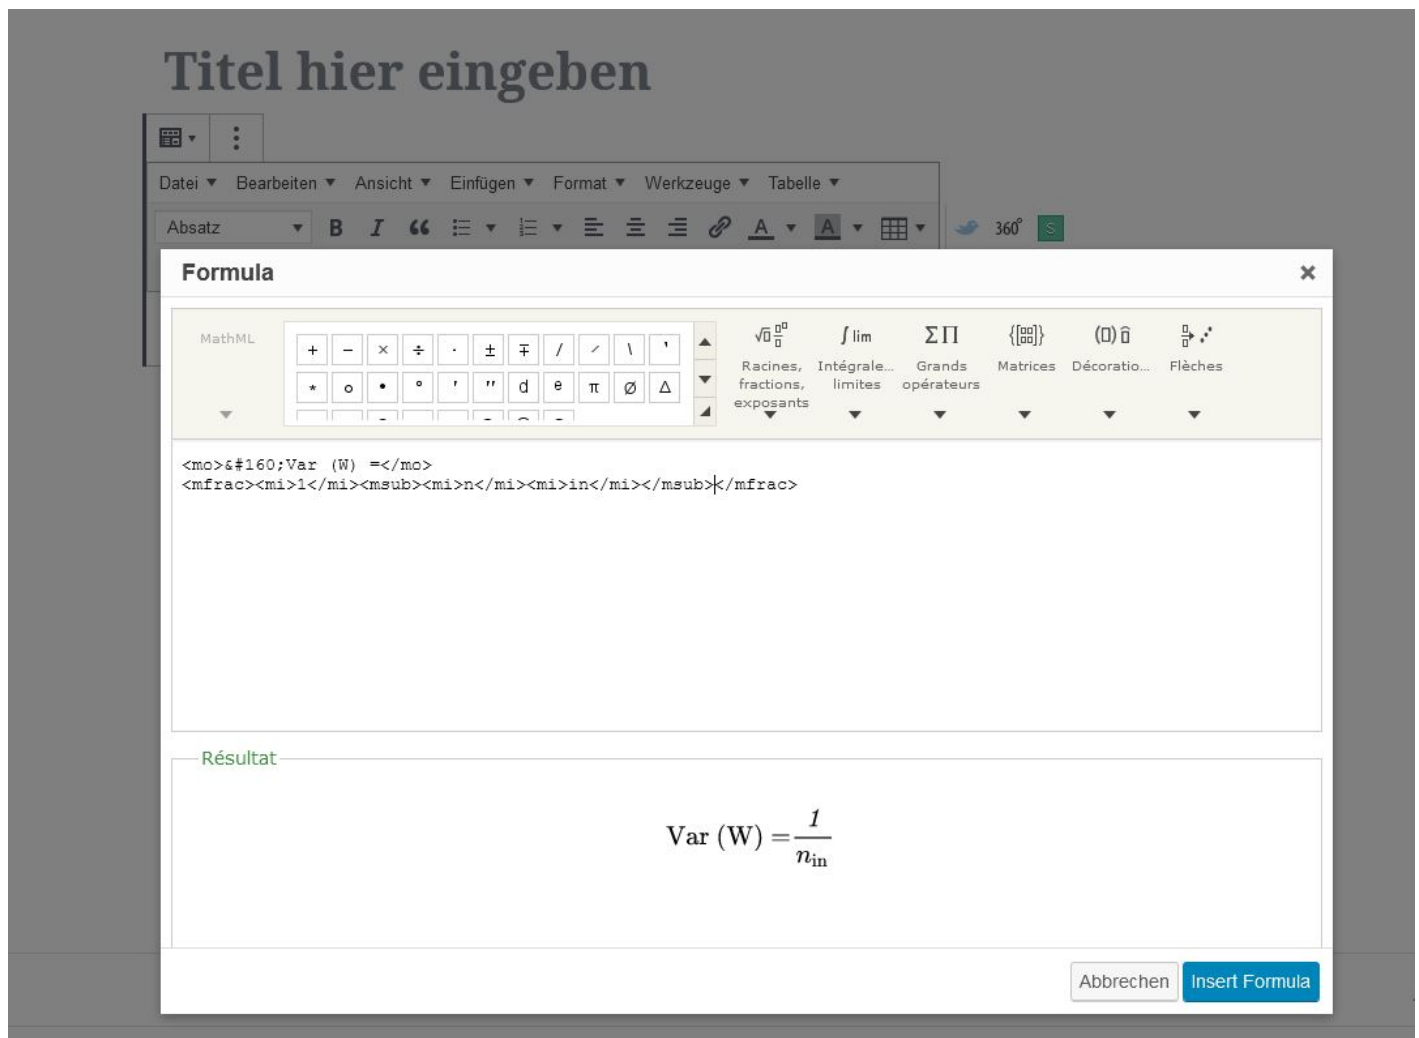 Titel hier eingeben
Datei Bearbeiten Ansicht Einfügen Format Werkzeuge Tabelle
Absatz B I A A 360° S
Formula
MathML
+ − × ÷ · ± ∓ / ∕ \ '
* ∘ • ° ′ ″ d e π Ø Δ
√ lim Σ Π {[ ]} (▯)
Racines, fractions, exposants
Intégrale... limites
Grands opérateurs
Matrices
Décoratio...
Flèches
<mo>&#160;Var (W) =</mo>
<mfrac><mi>1</mi><msub><mi>n</mi><mi>in</mi></msub></mfrac>
Résultat
Var (W) = 1/n_in
Abbrechen Insert Formula